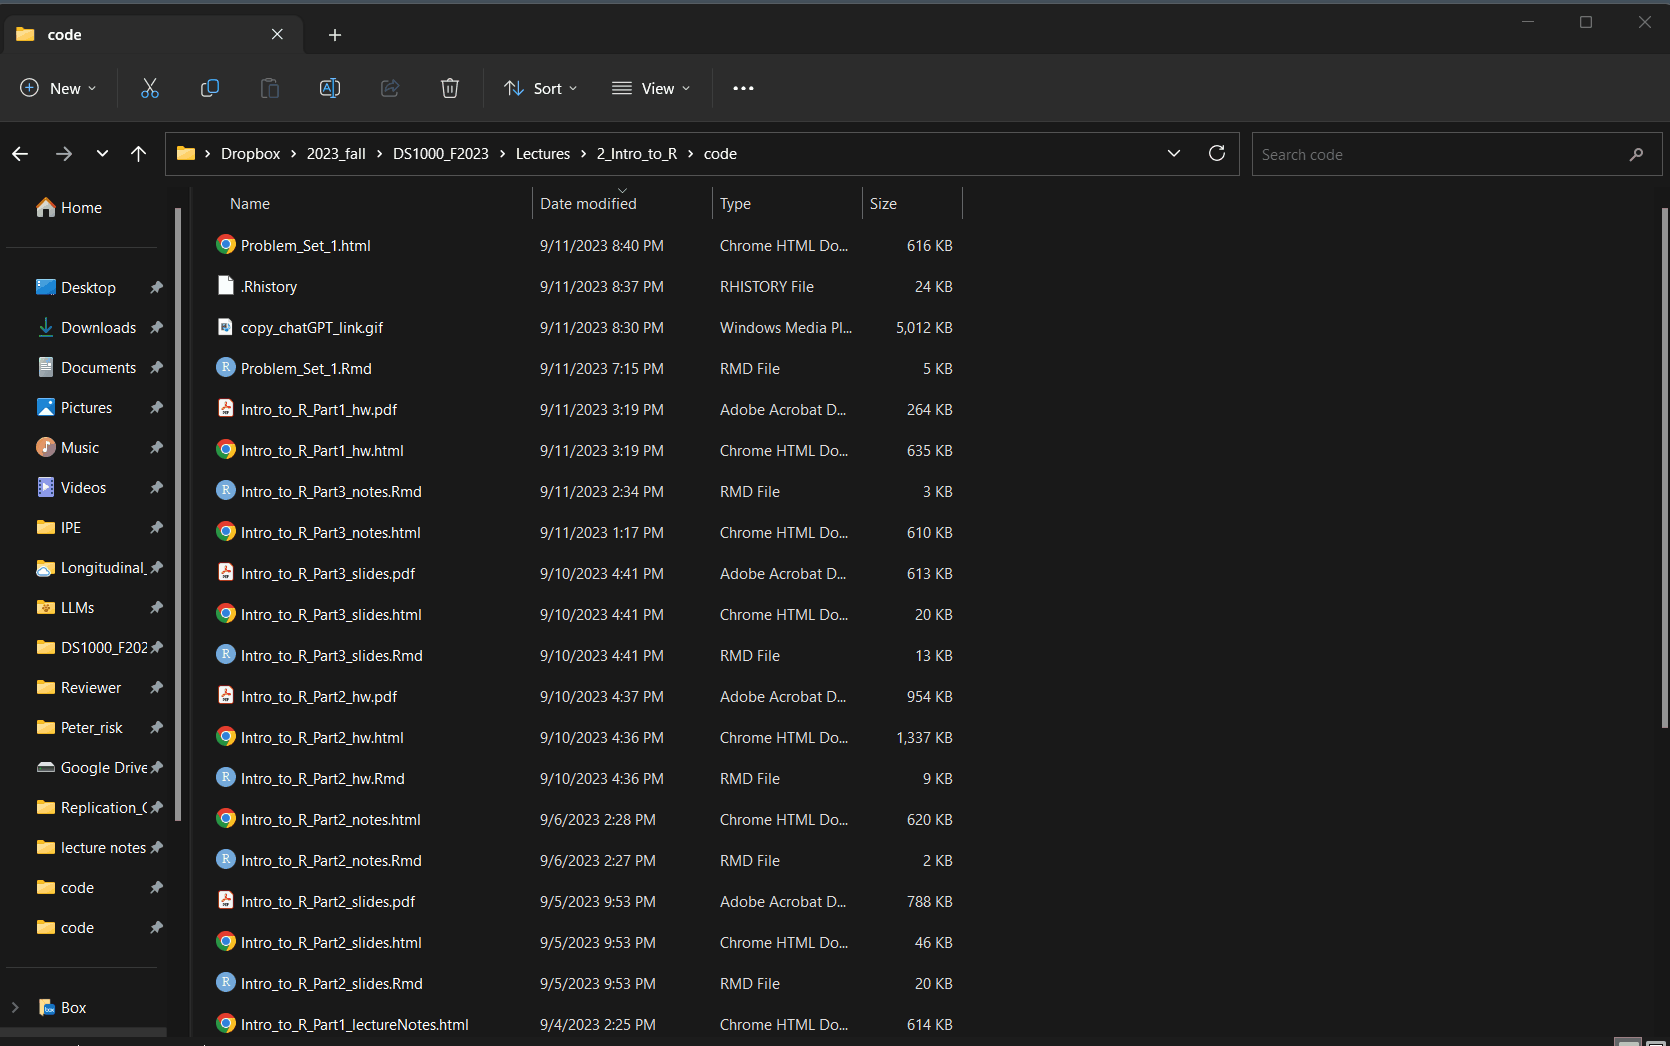 code
New Sort View
Dropbox 2023_fall DS1000_F2023 Lectures 2_Intro_to_R code
Search code
Home
Desktop
Downloads
Documents
Pictures
Music
Videos
IPE
Longitudinal_
LLMs
DS1000_F202
Reviewer
Peter_risk
Google Drive
Replication_C
lecture notes
code
code
Box
Name Date modified Type Size
Problem_Set_1.html 9/11/2023 8:40 PM Chrome HTML Do... 616 KB
.Rhistory 9/11/2023 8:37 PM RHISTORY File 24 KB
copy_chatGPT_link.gif 9/11/2023 8:30 PM Windows Media Pl... 5,012 KB
Problem_Set_1.Rmd 9/11/2023 7:15 PM RMD File 5 KB
Intro_to_R_Part1_hw.pdf 9/11/2023 3:19 PM Adobe Acrobat D... 264 KB
Intro_to_R_Part1_hw.html 9/11/2023 3:19 PM Chrome HTML Do... 635 KB
Intro_to_R_Part3_notes.Rmd 9/11/2023 2:34 PM RMD File 3 KB
Intro_to_R_Part3_notes.html 9/11/2023 1:17 PM Chrome HTML Do... 610 KB
Intro_to_R_Part3_slides.pdf 9/10/2023 4:41 PM Adobe Acrobat D... 613 KB
Intro_to_R_Part3_slides.html 9/10/2023 4:41 PM Chrome HTML Do... 20 KB
Intro_to_R_Part3_slides.Rmd 9/10/2023 4:41 PM RMD File 13 KB
Intro_to_R_Part2_hw.pdf 9/10/2023 4:37 PM Adobe Acrobat D... 954 KB
Intro_to_R_Part2_hw.html 9/10/2023 4:36 PM Chrome HTML Do... 1,337 KB
Intro_to_R_Part2_hw.Rmd 9/10/2023 4:36 PM RMD File 9 KB
Intro_to_R_Part2_notes.html 9/6/2023 2:28 PM Chrome HTML Do... 620 KB
Intro_to_R_Part2_notes.Rmd 9/6/2023 2:27 PM RMD File 2 KB
Intro_to_R_Part2_slides.pdf 9/5/2023 9:53 PM Adobe Acrobat D... 788 KB
Intro_to_R_Part2_slides.html 9/5/2023 9:53 PM Chrome HTML Do... 46 KB
Intro_to_R_Part2_slides.Rmd 9/5/2023 9:53 PM RMD File 20 KB
Intro_to_R_Part1_lectureNotes.html 9/4/2023 2:25 PM Chrome HTML Do... 614 KB